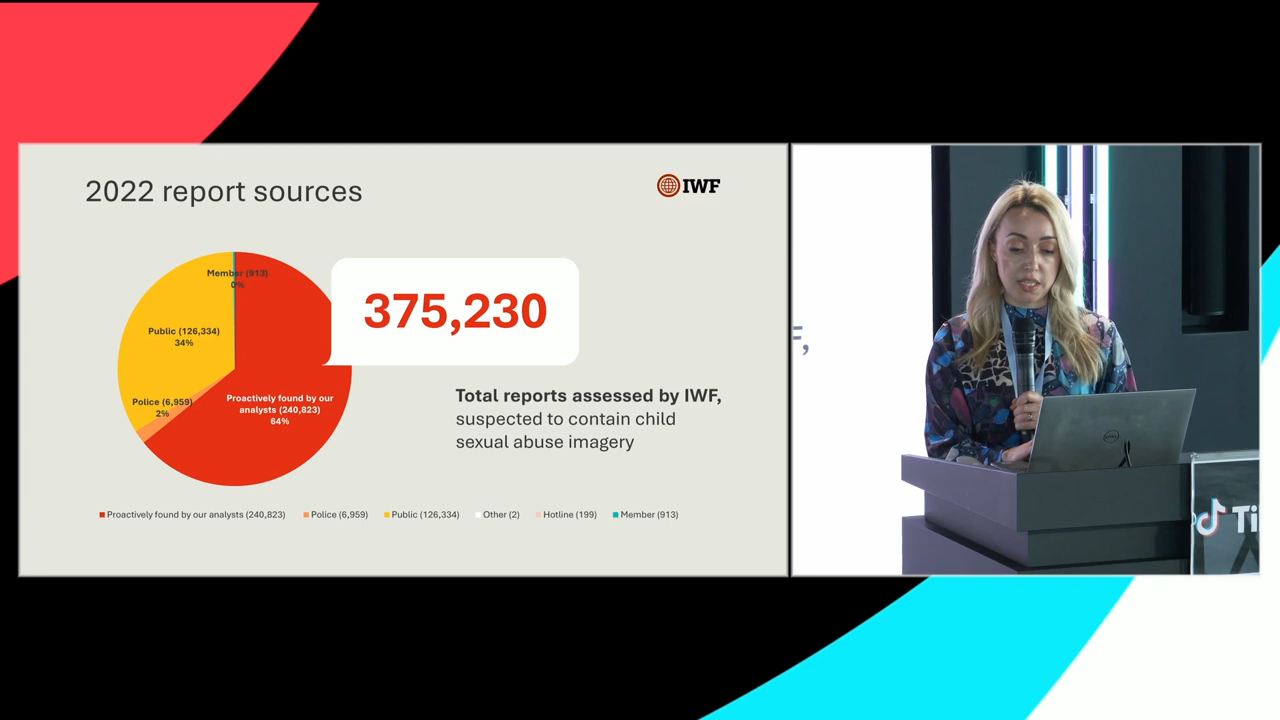 2022 report sources
IWF
Member (913)
0%
375,230
Public (126,334)
34%
Police (6,959)
2%
Proactively found by our
analysts (240,823)
64%
Total reports assessed by IWF,
suspected to contain child
sexual abuse imagery
Proactively found by our analysts (240,823) Police (6,959) Public (126,334) Other (2) Hotline (199) Member (913)
F,
DELL
Ti